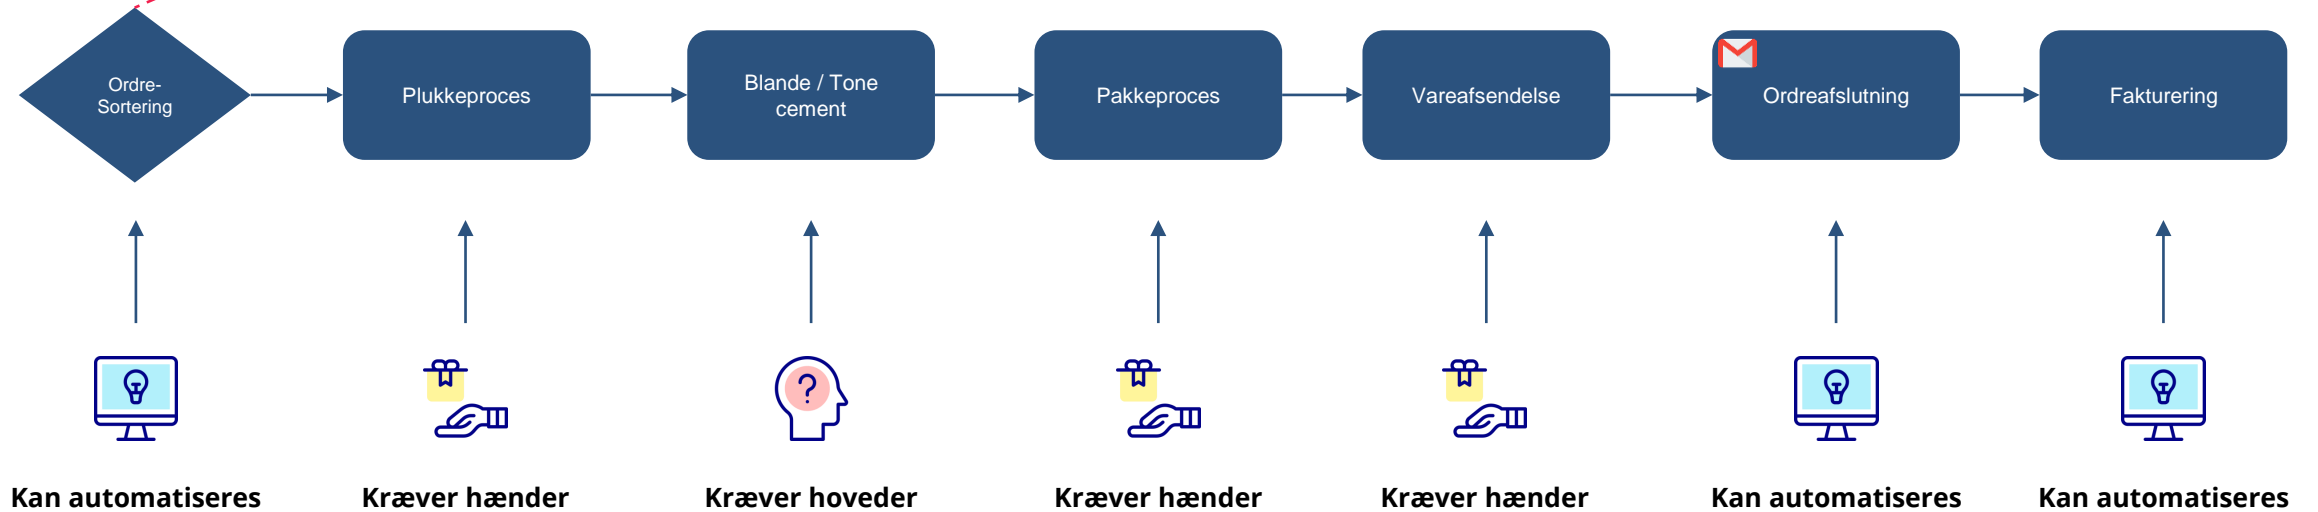 Ordre-
Sortering
Plukkeproces
Blande / Tone
cement
Pakkeproces
Vareafsendelse
Ordreafslutning
Fakturering
?
Kan automatiseres
Kræver hænder
Kræver hoveder
Kræver hænder
Kræver hænder
Kan automatiseres
Kan automatiseres